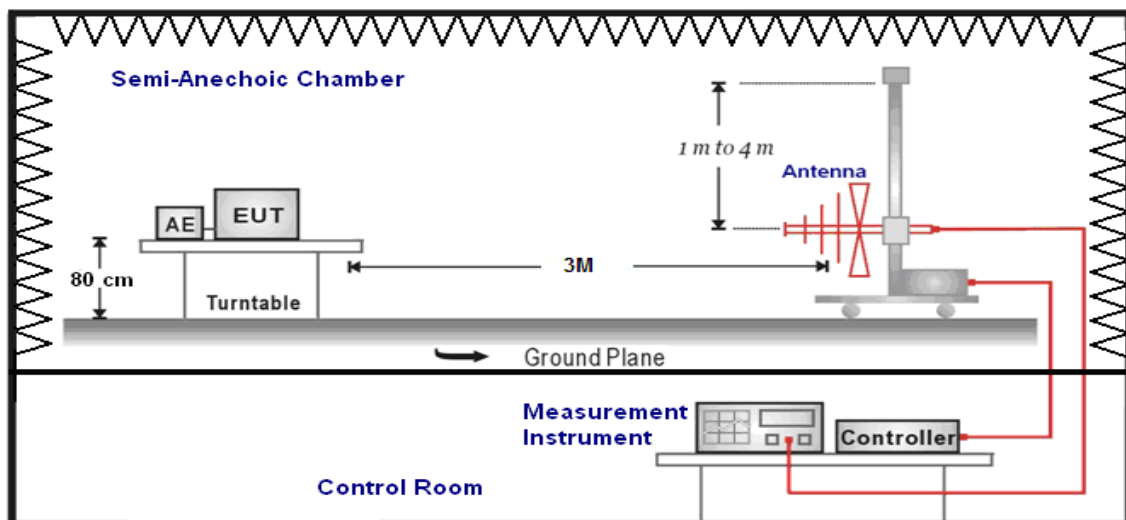 Semi-Anechoic Chamber
1 m to 4 m
Antenna
AE
EUT
3M
80 cm
Turntable
Ground Plane
Measurement
Instrument
Controller
Control Room